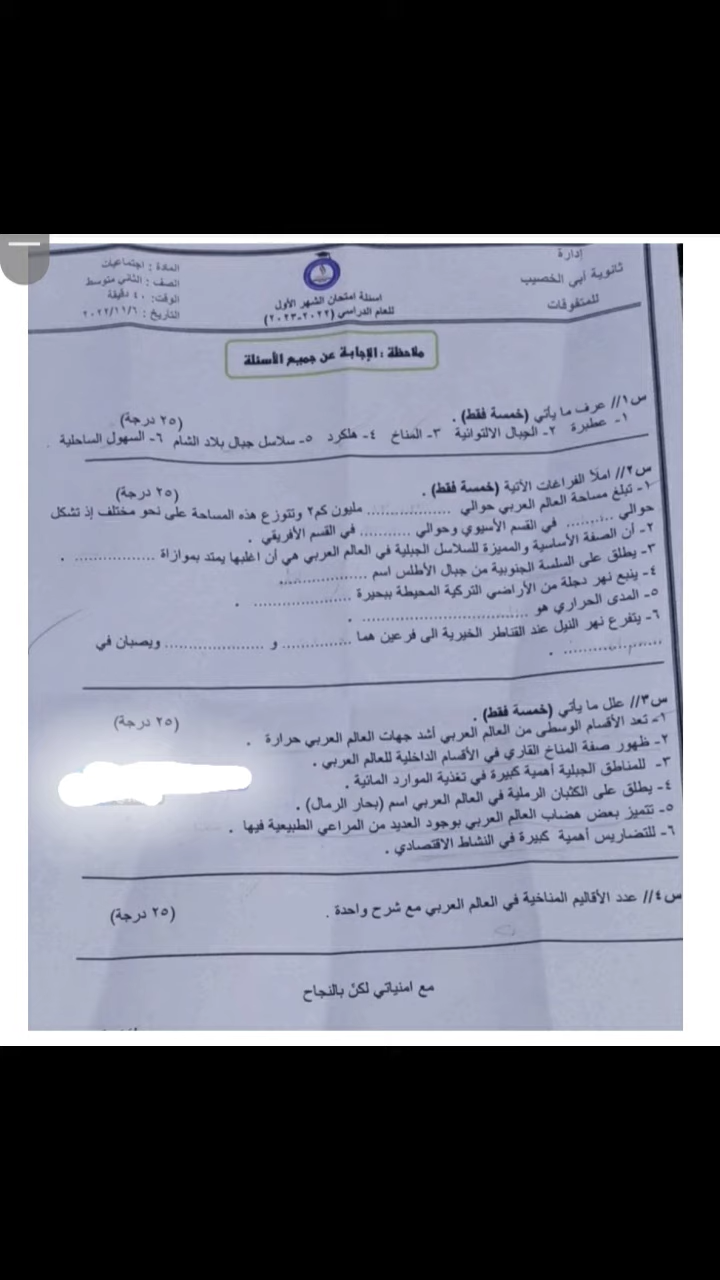 إدارة
ثانوية أبي الخصيب
للمتفوقات
اسئلة امتحان الشهر الأول
للعام الدراسي (٢٠٢٢-٢٠٢٣)
المادة : اجتماعيات
الصف : الثاني متوسط
الوقت: ٤٠ دقيقة
التاريخ : ٢٠٢٢/١١/٦
ملاحظة : الإجابة عن جميع الأسئلة
س١// عرف ما يأتي (خمسة فقط) . (٢٥ درجة)
١- عطبرة ٢- الجبال الالتوائية ٣- المناخ ٤- هلكرد ٥- سلاسل جبال بلاد الشام ٦- السهول الساحلية .
س٢// املأ الفراغات الآتية (خمسة فقط) . (٢٥ درجة)
١- تبلغ مساحة العالم العربي حوالي ................ مليون كم٢ وتتوزع هذه المساحة على نحو مختلف إذ تشكل
حوالي .......... في القسم الأسيوي وحوالي ........... في القسم الأفريقي .
٢- أن الصفة الأساسية والمميزة للسلاسل الجبلية في العالم العربي هي أن اغلبها يمتد بموازاة ................ .
٣- يطلق على السلسة الجنوبية من جبال الأطلس اسم .................
٤- ينبع نهر دجلة من الأراضي التركية المحيطة ببحيرة .................... .
٥- المدى الحراري هو ................................ .
٦- يتفرع نهر النيل عند القناطر الخيرية الى فرعين هما .............. و .................... ويصبان في
.................... .
س٣// علل ما يأتي (خمسة فقط) . (٢٥ درجة)
١- تعد الأقسام الوسطى من العالم العربي أشد جهات العالم العربي حرارة .
٢- ظهور صفة المناخ القاري في الأقسام الداخلية للعالم العربي .
٣- للمناطق الجبلية أهمية كبيرة في تغذية الموارد المائية .
٤- يطلق على الكثبان الرملية في العالم العربي اسم (بحار الرمال) .
٥- تتميز بعض هضاب العالم العربي بوجود العديد من المراعي الطبيعية فيها .
٦- للتضاريس أهمية كبيرة في النشاط الاقتصادي .
س٤// عدد الأقاليم المناخية في العالم العربي مع شرح واحدة . (٢٥ درجة)
مع امنياتي لكنّ بالنجاح